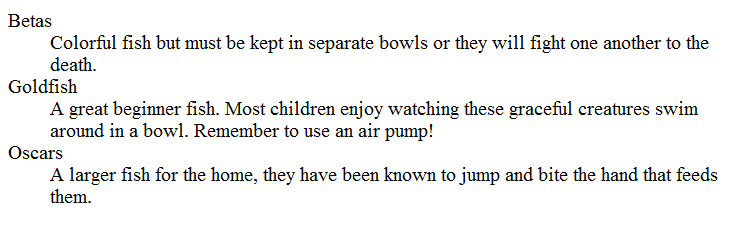 Betas
Colorful fish but must be kept in separate bowls or they will fight one another to the
death.
Goldfish
A great beginner fish. Most children enjoy watching these graceful creatures swim
around in a bowl. Remember to use an air pump!
Oscars
A larger fish for the home, they have been known to jump and bite the hand that feeds
them.